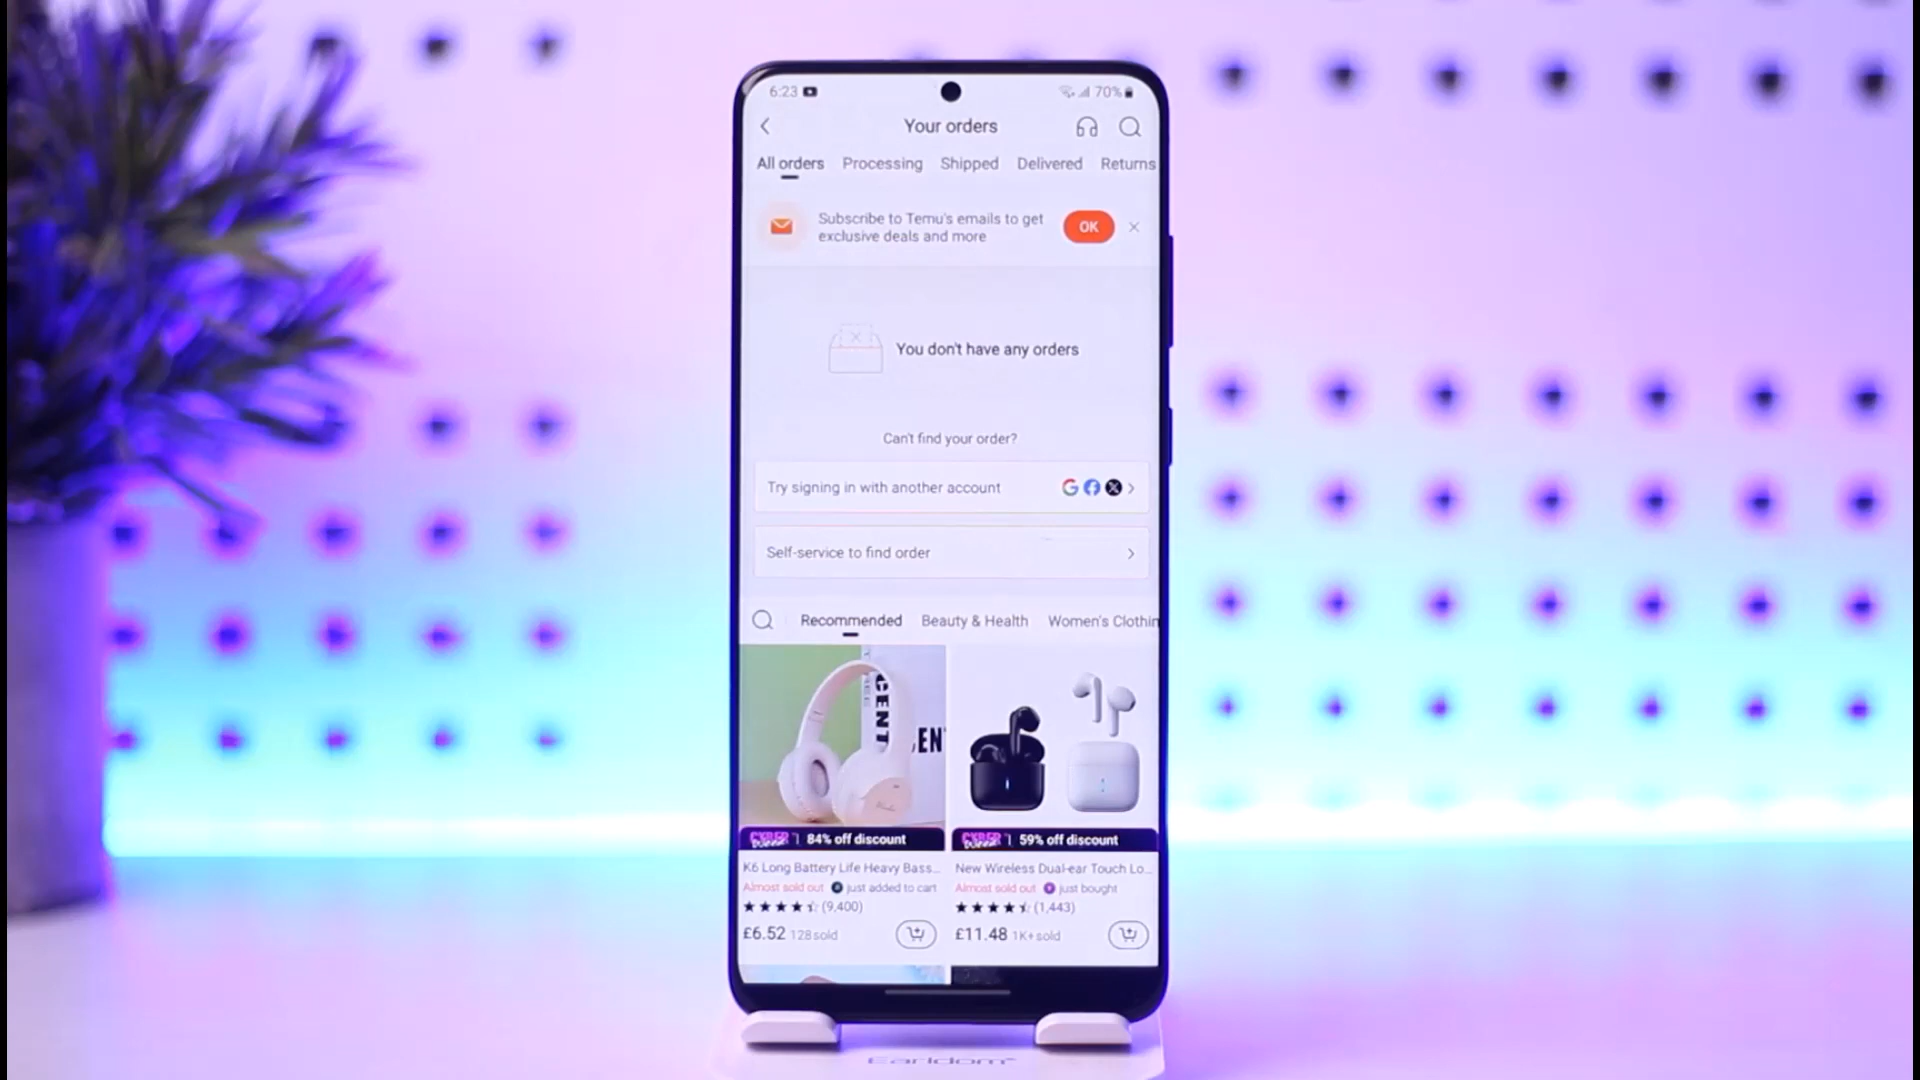 6:23
70%
Your orders
All orders Processing Shipped Delivered Returns
Subscribe to Temu's emails to get
exclusive deals and more
OK
You don't have any orders
Can't find your order?
Try signing in with another account
Self-service to find order
Recommended Beauty & Health Women's Clothin
CENT
CEN
84% off discount
59% off discount
K6 Long Battery Life Heavy Bass...
New Wireless Dual-ear Touch Lo...
Almost sold out just added to cart
Almost sold out just bought
(9,400)
(1,443)
£6.52 128 sold
£11.48 1K+ sold
Earldom